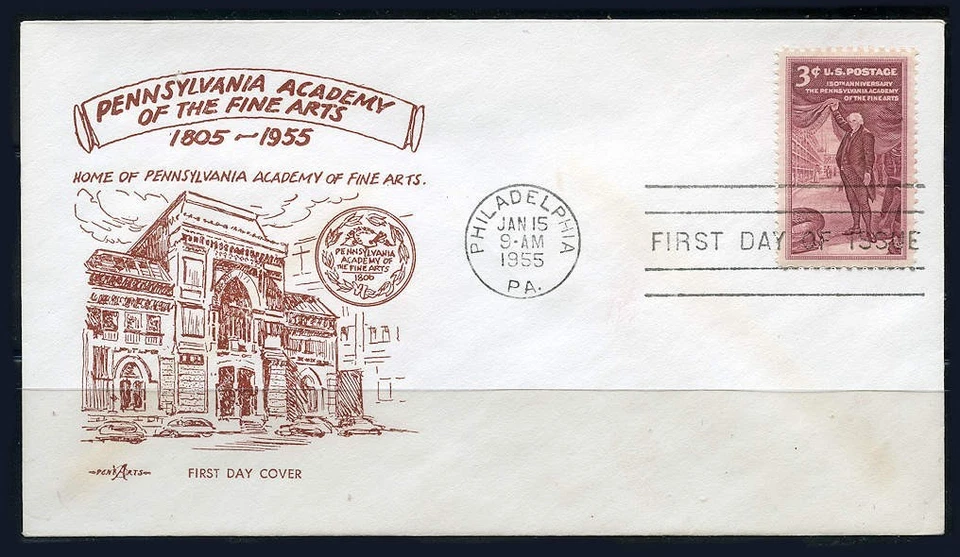 PENNSYLVANIA ACADEMY
OF THE FINE ARTS
1805 ~ 1955
HOME OF PENNSYLVANIA ACADEMY OF FINE ARTS.
PENNSYLVANIA
ACADEMY OF
THE FINE ARTS
PEN'N ARTS
FIRST DAY COVER
PHILADELPHIA
JAN 15
9-AM
1955
PA.
3¢ U.S. POSTAGE
150TH ANNIVERSARY
THE PENNSYLVANIA ACADEMY
OF THE FINE ARTS
FIRST DAY OF ISSUE